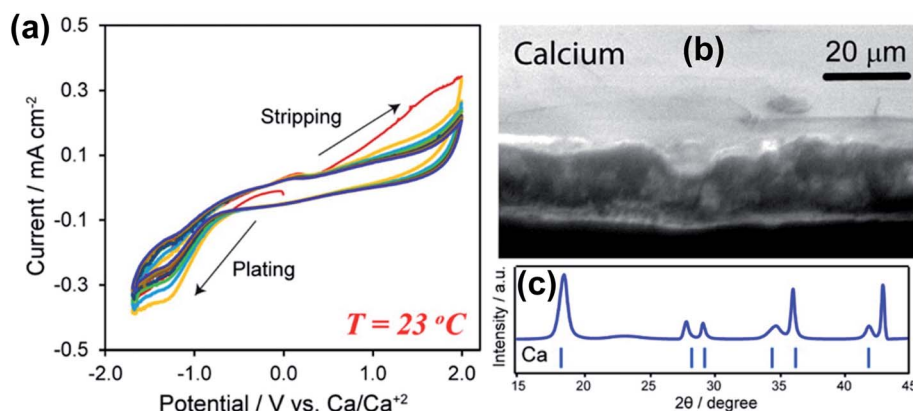 (a)
0.5
0.3
0.1
-0.1
-0.3
-0.5
Current / mA cm⁻²
Stripping
Plating
T = 23 °C
-2.0 -1.0 0.0 1.0 2.0
Potential / V vs. Ca/Ca⁺²
Calcium
(b)
20 μm
(c)
Intensity / a.u.
Ca
15 20 25 30 35 40 45
2θ / degree